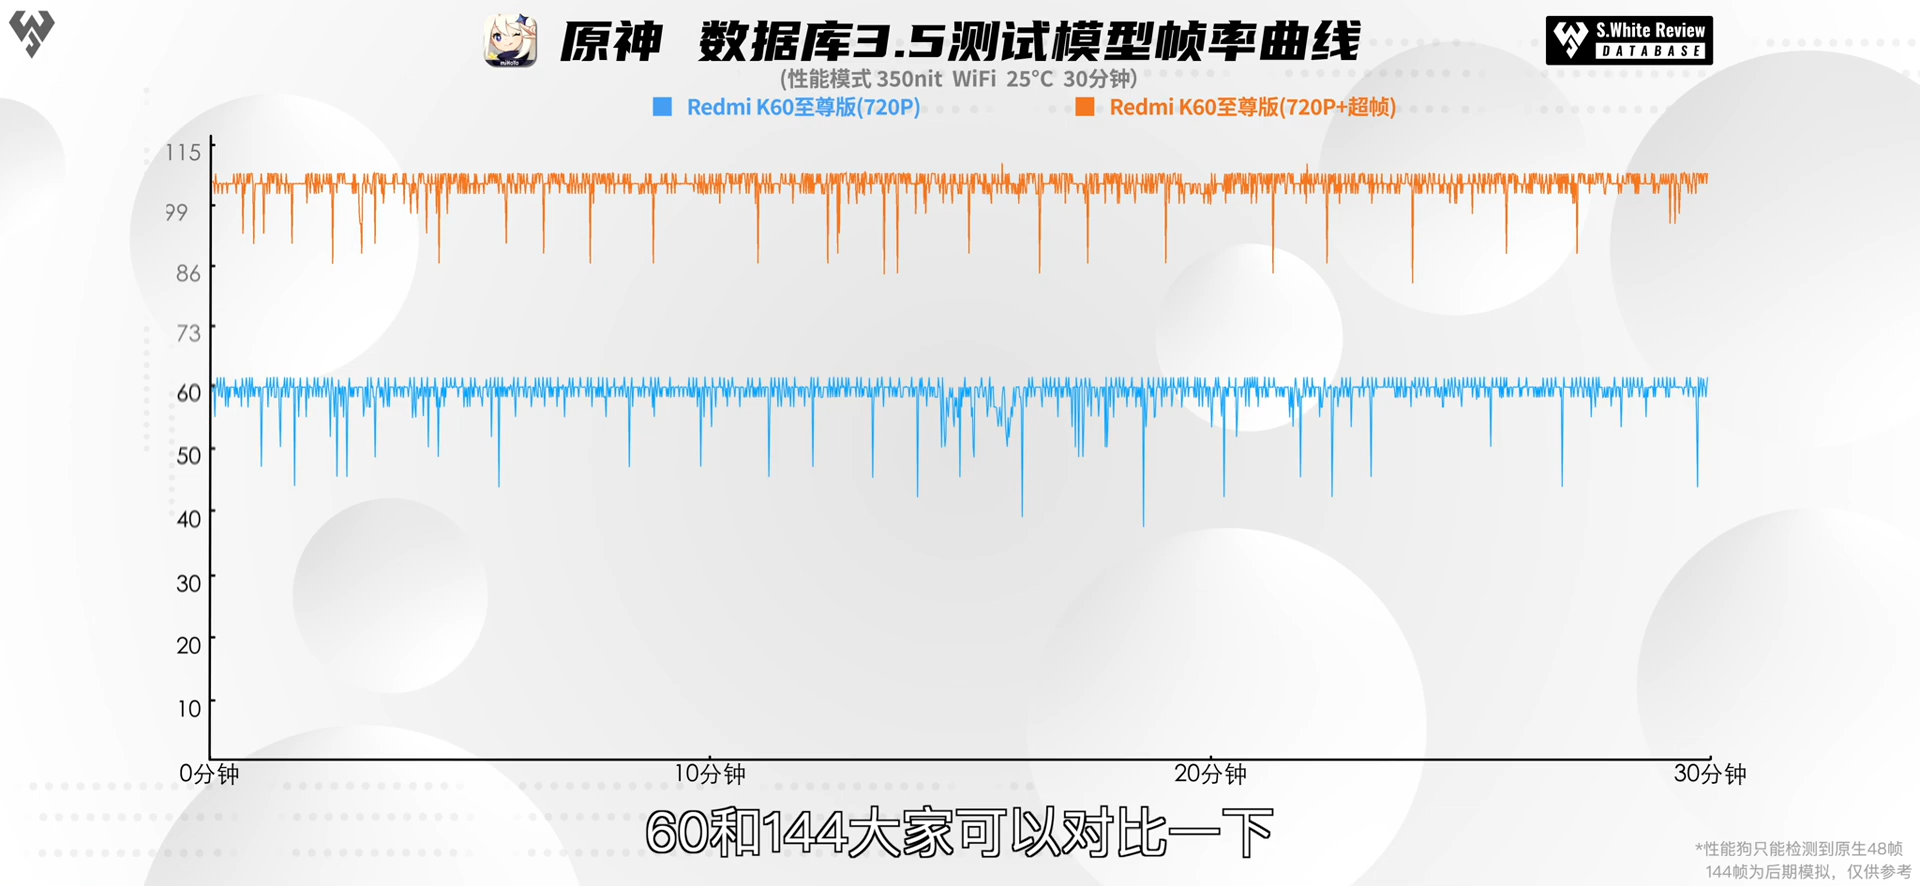 原神 数据库3.5测试模型帧率曲线
S.White Review
DATABASE
miHoYo
(性能模式 350nit WiFi 25°C 30分钟)
Redmi K60至尊版(720P)
Redmi K60至尊版(720P+超帧)
115
99
86
73
60
50
40
30
20
10
0分钟
10分钟
20分钟
30分钟
60和144大家可以对比一下
*性能狗只能检测到原生48帧
144帧为后期模拟，仅供参考